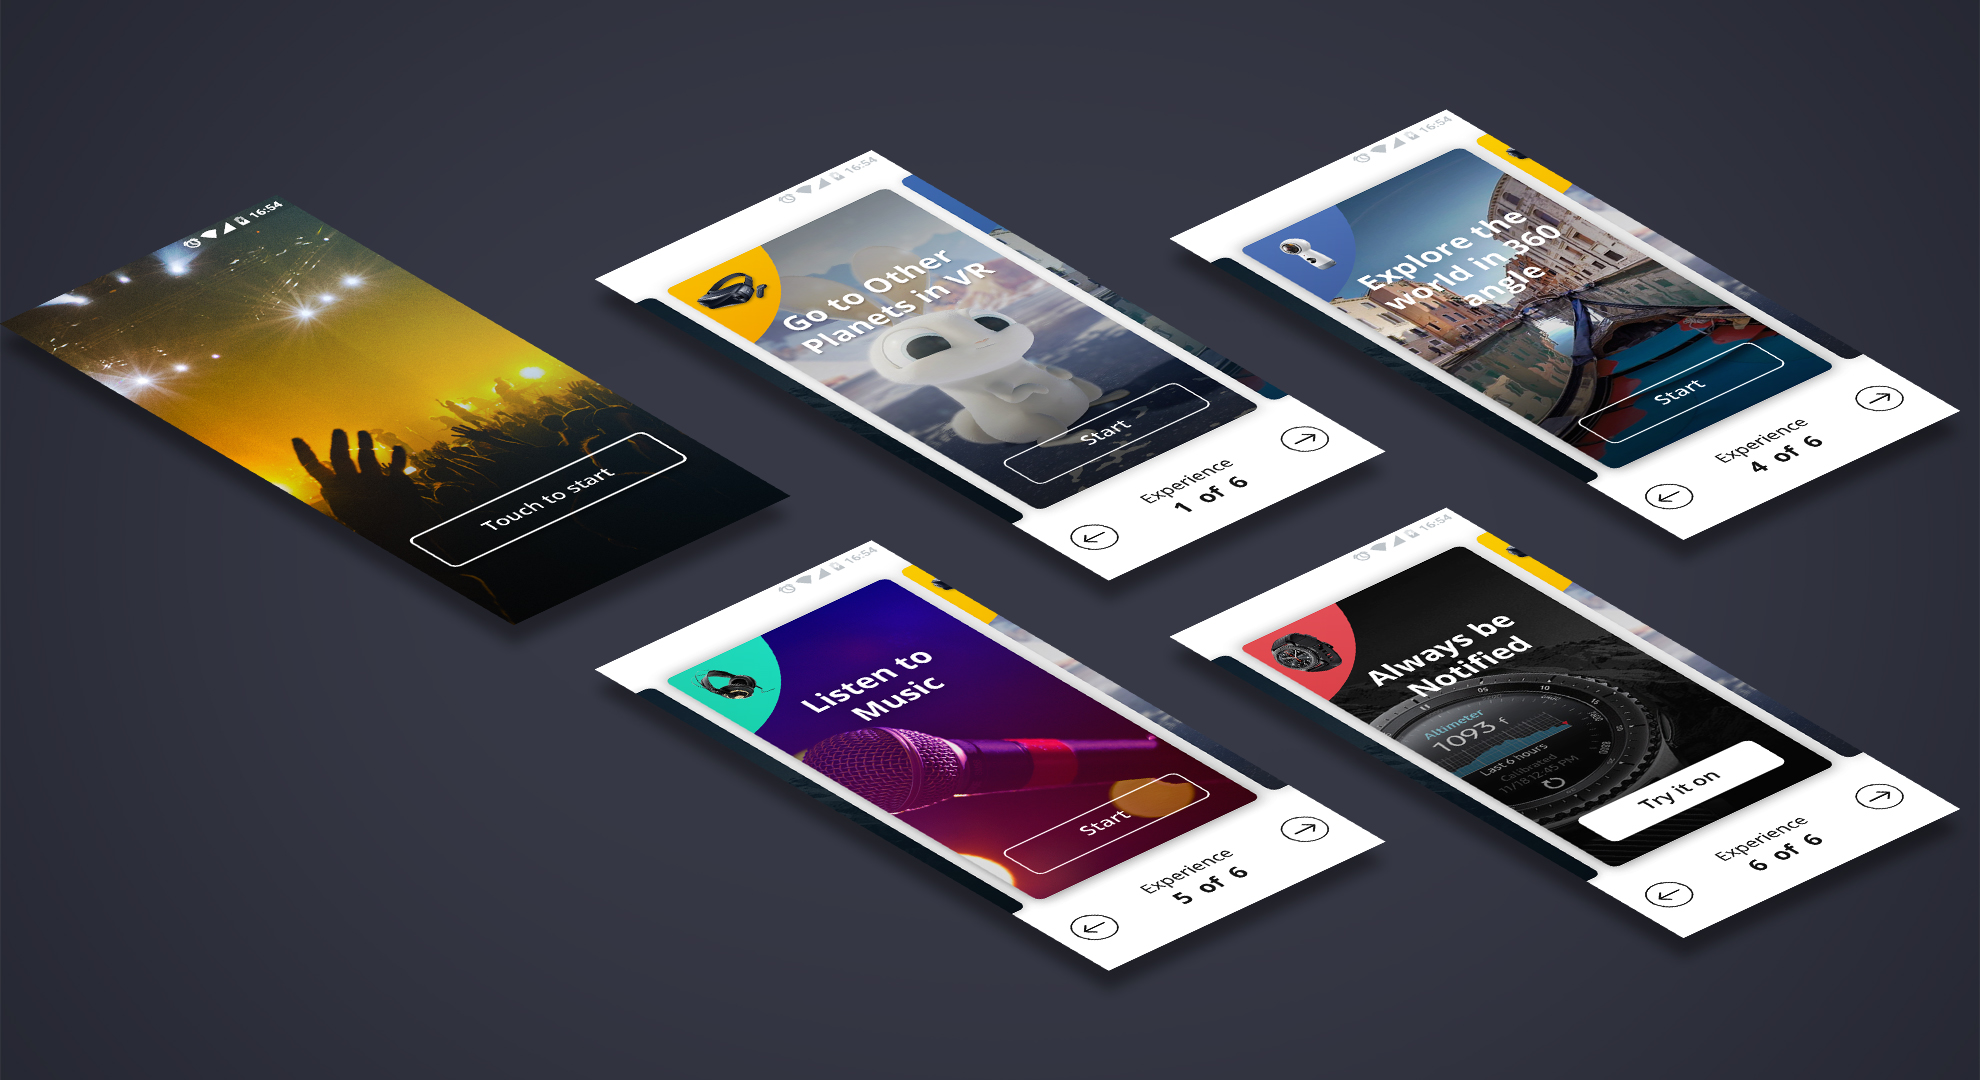 16:54
Touch to start
16:54
Go to Other
Planets in VR
Start
Experience
1 of 6
16:54
Explore the
world in 360
angle
Start
Experience
4 of 6
16:54
Listen to
Music
Start
Experience
5 of 6
16:54
Always be
Notified
05
10
Altimeter
1093 f
Last 6 hours
Calibrated
11/18 12:45 PM
Try it on
Experience
6 of 6